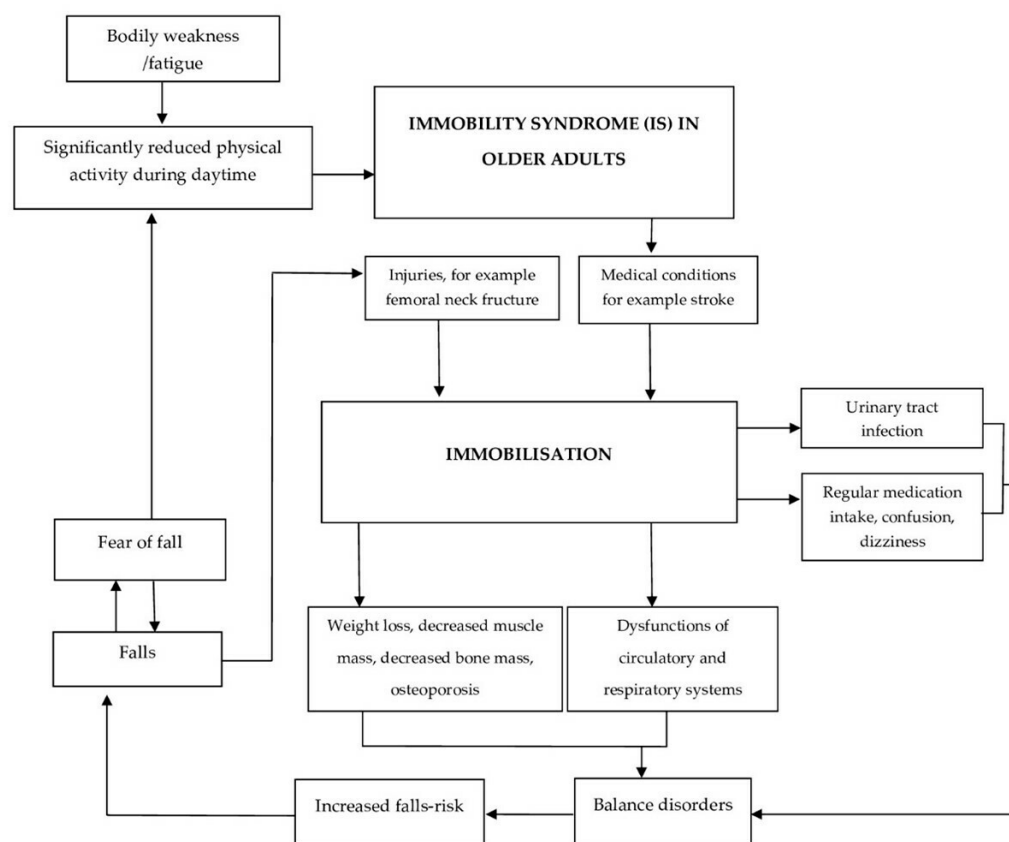 Bodily weakness
/fatigue
Significantly reduced physical
activity during daytime
IMMOBILITY SYNDROME (IS) IN
OLDER ADULTS
Injuries, for example
femoral neck fructure
Medical conditions
for example stroke
IMMOBILISATION
Urinary tract
infection
Regular medication
intake, confusion,
dizziness
Fear of fall
Falls
Weight loss, decreased muscle
mass, decreased bone mass,
osteoporosis
Dysfunctions of
circulatory and
respiratory systems
Increased falls-risk
Balance disorders